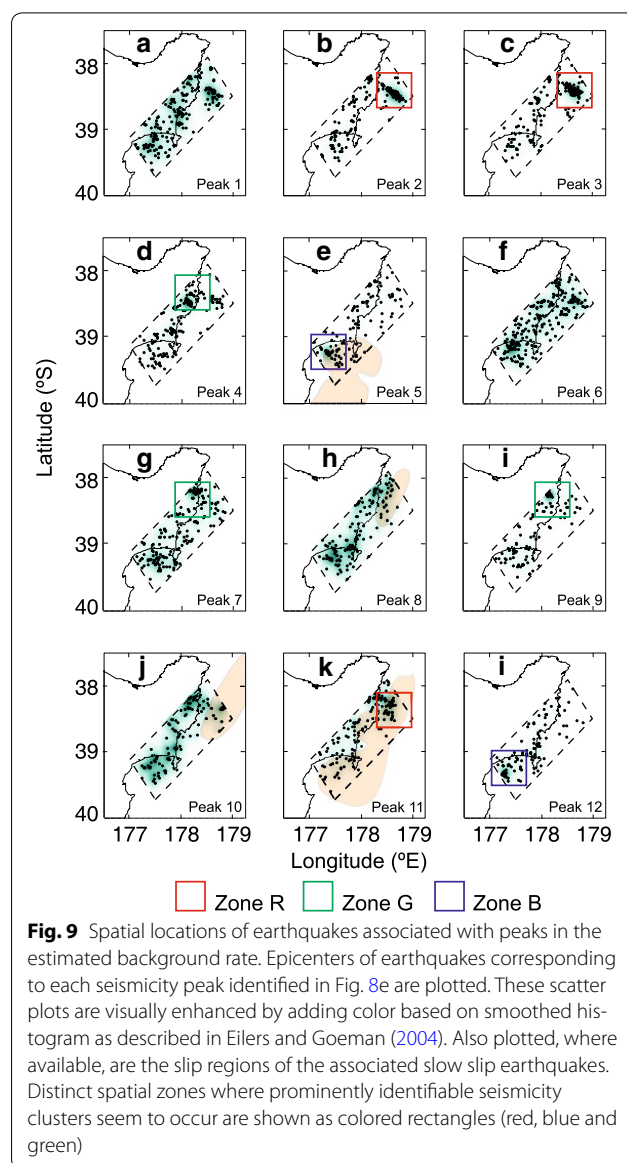 a
b
c
38
39
40
Peak 1
Peak 2
Peak 3
d
e
f
38
39
40
Peak 4
Peak 5
Peak 6
Latitude (ºS)
g
h
i
38
39
40
Peak 7
Peak 8
Peak 9
j
k
i
38
39
40
Peak 10
Peak 11
Peak 12
177 178 179
177 178 179
177 178 179
Longitude (ºE)
Zone R Zone G Zone B
Fig. 9 Spatial locations of earthquakes associated with peaks in the
estimated background rate. Epicenters of earthquakes corresponding
to each seismicity peak identified in Fig. 8e are plotted. These scatter
plots are visually enhanced by adding color based on smoothed his-
togram as described in Eilers and Goeman (2004). Also plotted, where
available, are the slip regions of the associated slow slip earthquakes.
Distinct spatial zones where prominently identifiable seismicity
clusters seem to occur are shown as colored rectangles (red, blue and
green)